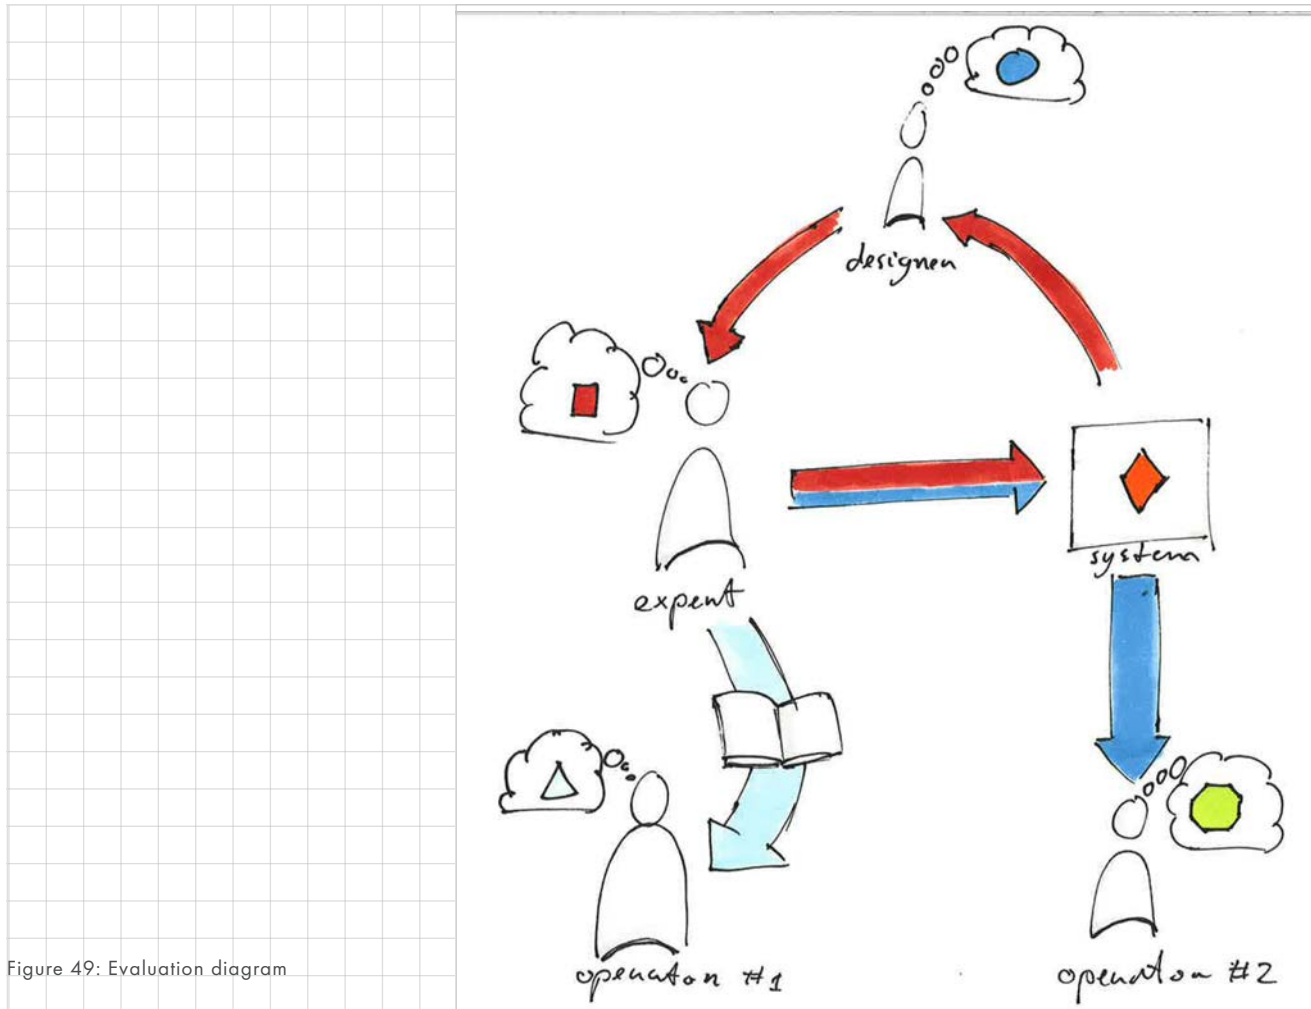 designer
expert
system
Figure 49: Evaluation diagram
operator #1
operator #2